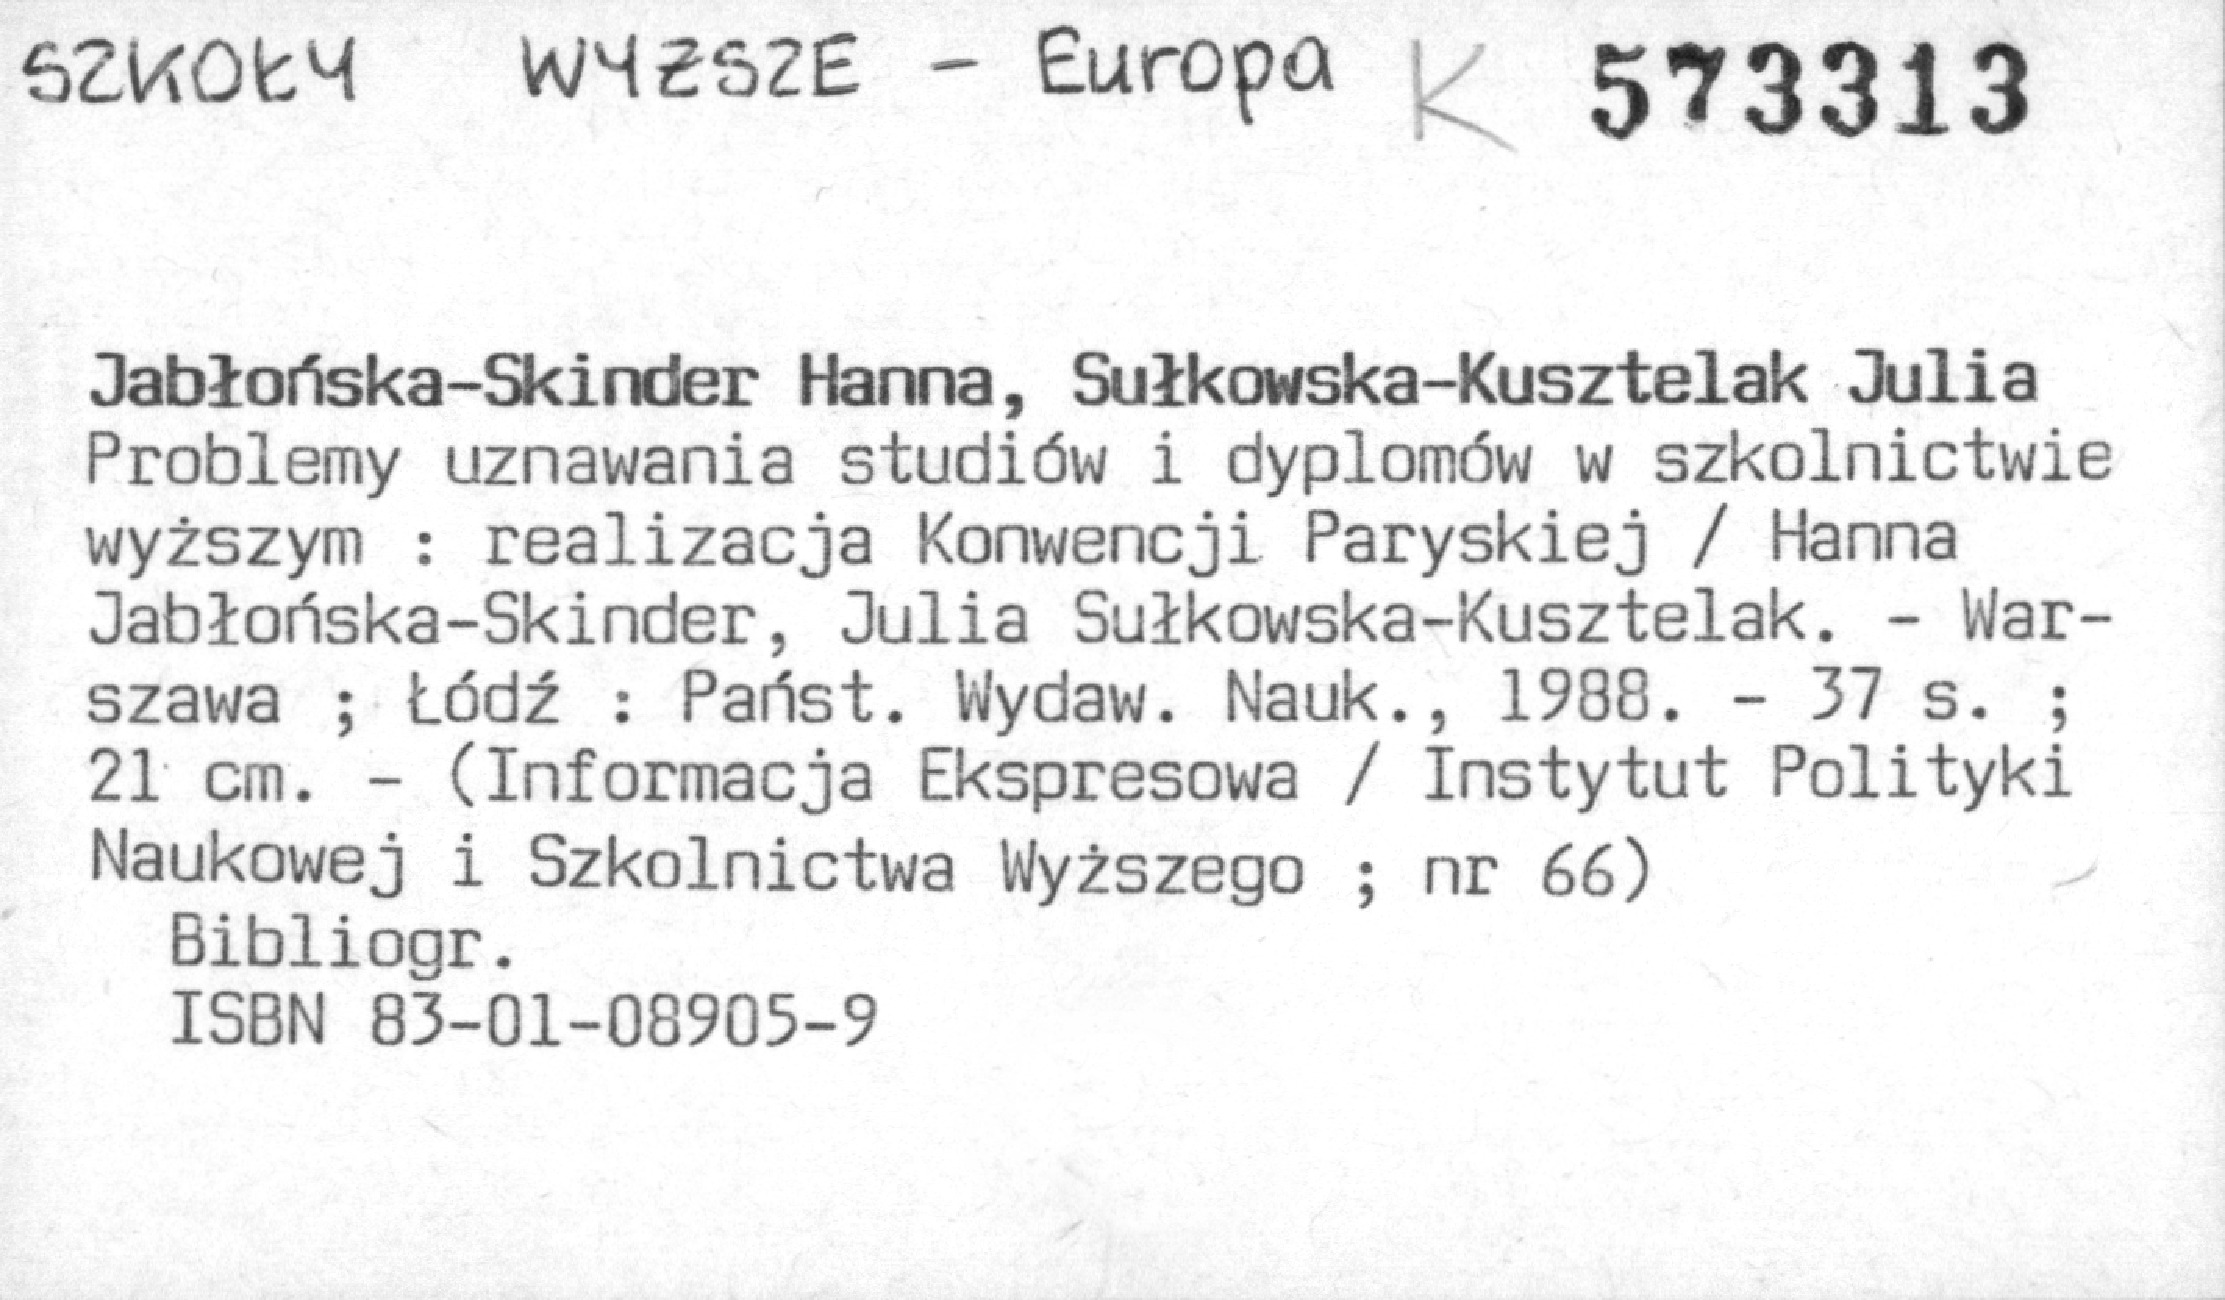 SZKOŁY WYŻSZE - Europa K 573313
Jabłońska-Skinder Hanna, Sułkowska-Kusztelak Julia
Problemy uznawania studiów i dyplomów w szkolnictwie
wyższym : realizacja Konwencji Paryskiej / Hanna
Jabłońska-Skinder, Julia Sułkowska-Kusztelak. - War-
szawa ; Łódź : Państ. Wydaw. Nauk., 1988. - 37 s. ;
21 cm. - (Informacja Ekspresowa / Instytut Polityki
Naukowej i Szkolnictwa Wyższego ; nr 66)
Bibliogr.
ISBN 83-01-08905-9